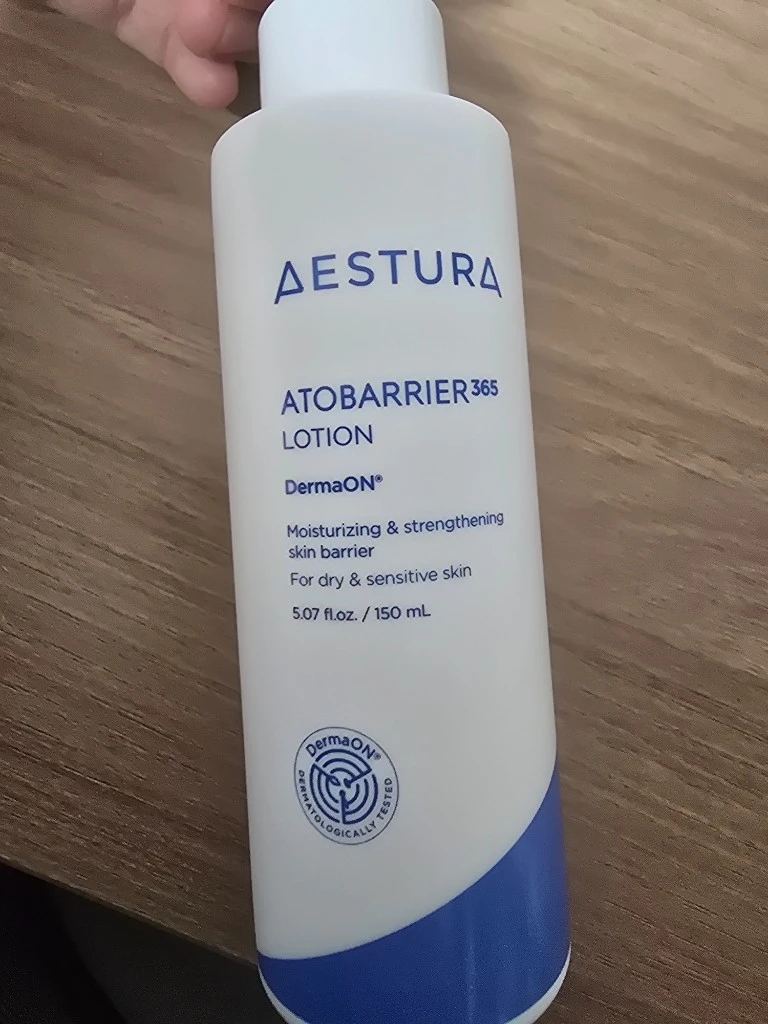 AESTURA
ATOBARRIER³⁶⁵
LOTION
DermaON®
Moisturizing & strengthening
skin barrier
For dry & sensitive skin
5.07 fl.oz. / 150 mL
DermaON®
DERMATOLOGICALLY TESTED